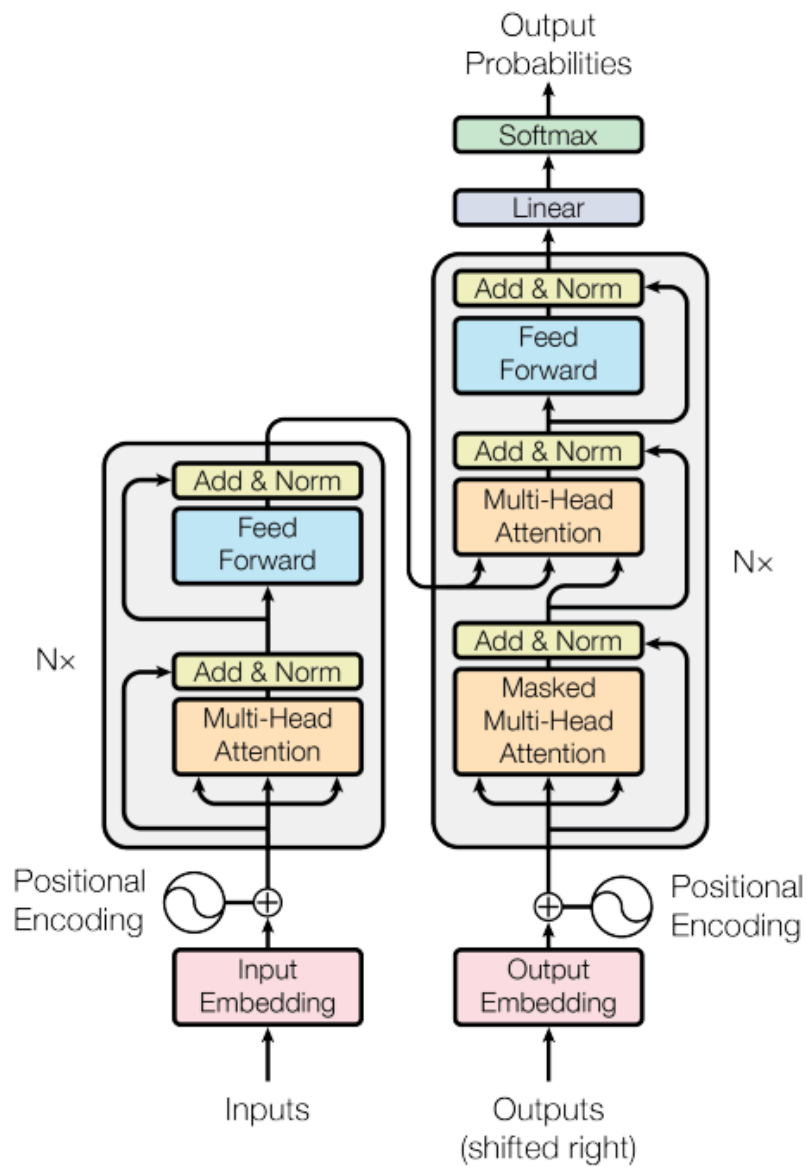 Output
Probabilities
Softmax
Linear
Add & Norm
Feed
Forward
Add & Norm
Multi-Head
Attention
Nx
Add & Norm
Masked
Multi-Head
Attention
Add & Norm
Feed
Forward
Nx
Add & Norm
Multi-Head
Attention
Positional
Encoding
Positional
Encoding
Input
Embedding
Output
Embedding
Inputs
Outputs
(shifted right)